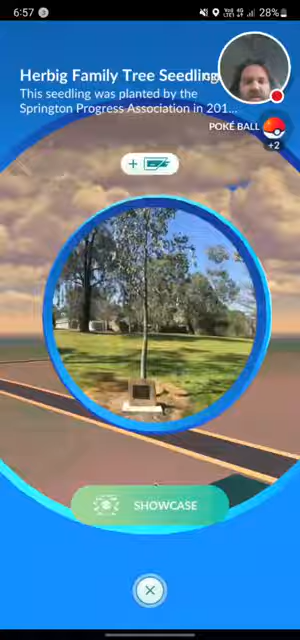 6:57
28%
Herbig Family Tree Seedling
This seedling was planted by the
Springton Progress Association in 201...
POKÉ BALL
+2
+
SHOWCASE